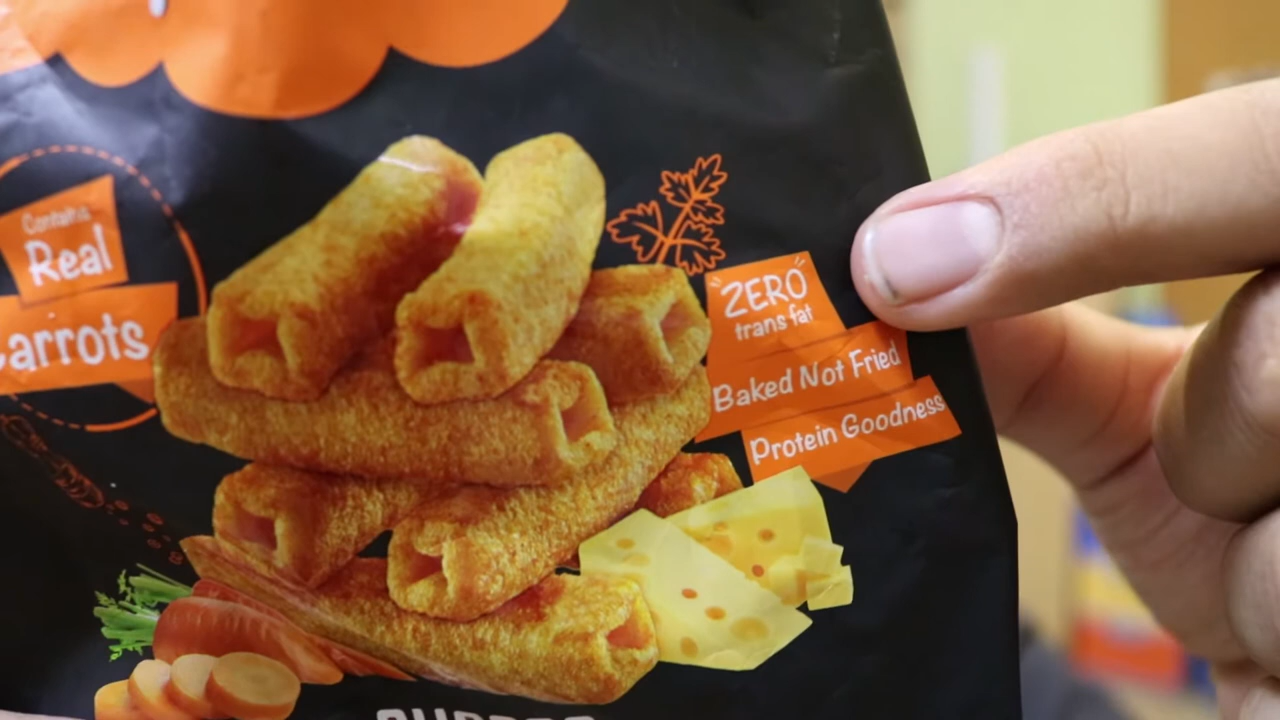 Contains
Real
Carrots
ZERO
trans fat
Baked Not Fried
Protein Goodness